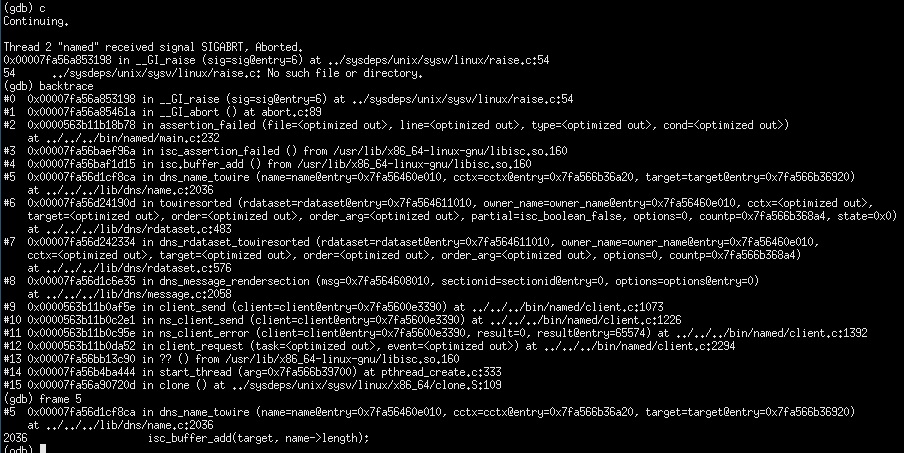 (gdb) c
Continuing.
Thread 2 "named" received signal SIGABRT, Aborted.
0x00007fa56a853198 in __GI_raise (sig=sig@entry=6) at ../sysdeps/unix/sysv/linux/raise.c:54
54 ../sysdeps/unix/sysv/linux/raise.c: No such file or directory.
(gdb) backtrace
#0 0x00007fa56a853198 in __GI_raise (sig=sig@entry=6) at ../sysdeps/unix/sysv/linux/raise.c:54
#1 0x00007fa56a85461a in __GI_abort () at abort.c:89
#2 0x0000563b11b18b78 in assertion_failed (file=<optimized out>, line=<optimized out>, type=<optimized out>, cond=<optimized out>)
at ../../../bin/named/main.c:232
#3 0x00007fa56baef96a in isc_assertion_failed () from /usr/lib/x86_64-linux-gnu/libisc.so.160
#4 0x00007fa56baf1d15 in isc.buffer_add () from /usr/lib/x86_64-linux-gnu/libisc.so.160
#5 0x00007fa56d1cf8ca in dns_name_towire (name=name@entry=0x7fa56460e010, cctx=cctx@entry=0x7fa566b36a20, target=target@entry=0x7fa566b36920)
at ../../../lib/dns/name.c:2036
#6 0x00007fa56d24190d in towiresorted (rdataset=rdataset@entry=0x7fa564611010, owner_name=owner_name@entry=0x7fa56460e010, cctx=<optimized out>,
target=<optimized out>, order=<optimized out>, order_arg=<optimized out>, partial=isc_boolean_false, options=0, countp=0x7fa566b368a4, state=0x0)
at ../../../lib/dns/rdataset.c:483
#7 0x00007fa56d242334 in dns_rdataset_towiresorted (rdataset=rdataset@entry=0x7fa564611010, owner_name=owner_name@entry=0x7fa56460e010,
cctx=<optimized out>, target=<optimized out>, order=<optimized out>, order_arg=<optimized out>, options=0, countp=0x7fa566b368a4)
at ../../../lib/dns/rdataset.c:576
#8 0x00007fa56d1c6e35 in dns_message_rendersection (msg=0x7fa564608010, sectionid=sectionid@entry=0, options=options@entry=0)
at ../../../lib/dns/message.c:2058
#9 0x0000563b11b0af5e in client_send (client=client@entry=0x7fa5600e3390) at ../../../bin/named/client.c:1073
#10 0x0000563b11b0c2e1 in ns_client_send (client=client@entry=0x7fa5600e3390) at ../../../bin/named/client.c:1226
#11 0x0000563b11b0c95e in ns_client_error (client=client@entry=0x7fa5600e3390, result=0, result@entry=65574) at ../../../bin/named/client.c:1392
#12 0x0000563b11b0da52 in client_request (task=<optimized out>, event=<optimized out>) at ../../../bin/named/client.c:2294
#13 0x00007fa56bb13c90 in ?? () from /usr/lib/x86_64-linux-gnu/libisc.so.160
#14 0x00007fa56b4ba444 in start_thread (arg=0x7fa566b39700) at pthread_create.c:333
#15 0x00007fa56a90720d in clone () at ../sysdeps/unix/sysv/linux/x86_64/clone.S:109
(gdb) frame 5
#5 0x00007fa56d1cf8ca in dns_name_towire (name=name@entry=0x7fa56460e010, cctx=cctx@entry=0x7fa566b36a20, target=target@entry=0x7fa566b36920)
at ../../../lib/dns/name.c:2036
2036 isc_buffer_add(target, name->length);
(gdb)